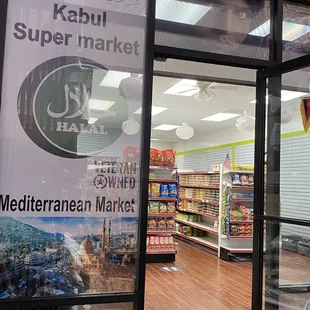 Kabul
Super market
حلال
HALAL
VETERAN
OWNED
Mediterranean Market